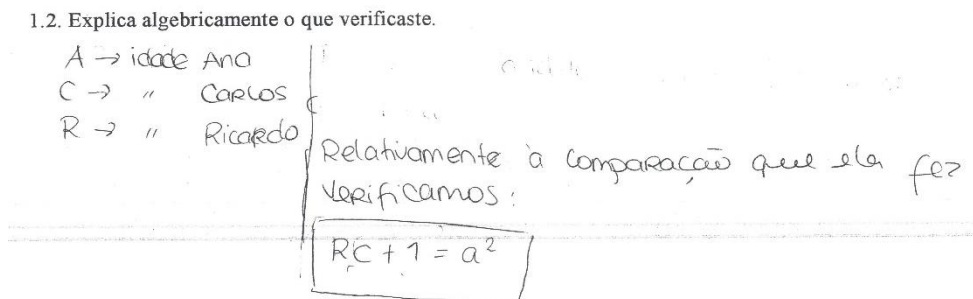 1.2. Explica algebricamente o que verificaste.
A → idade Ana
C → " Carlos
R → " Ricardo
Relativamente à comparação que ela fez
verificamos:
RC + 1 = a²